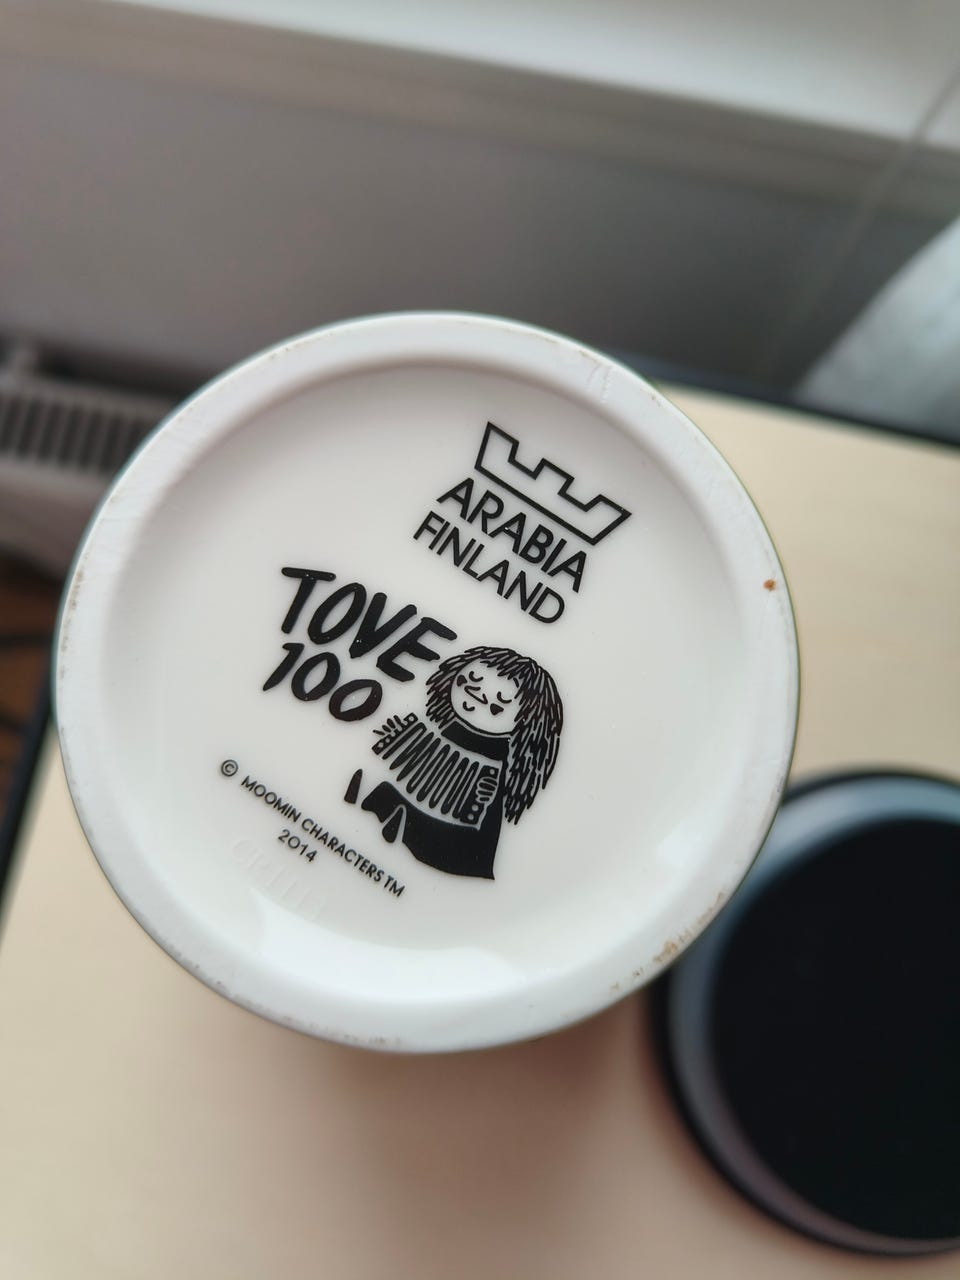 ARABIA
FINLAND
TOVE
100
© MOOMIN CHARACTERS TM
2014